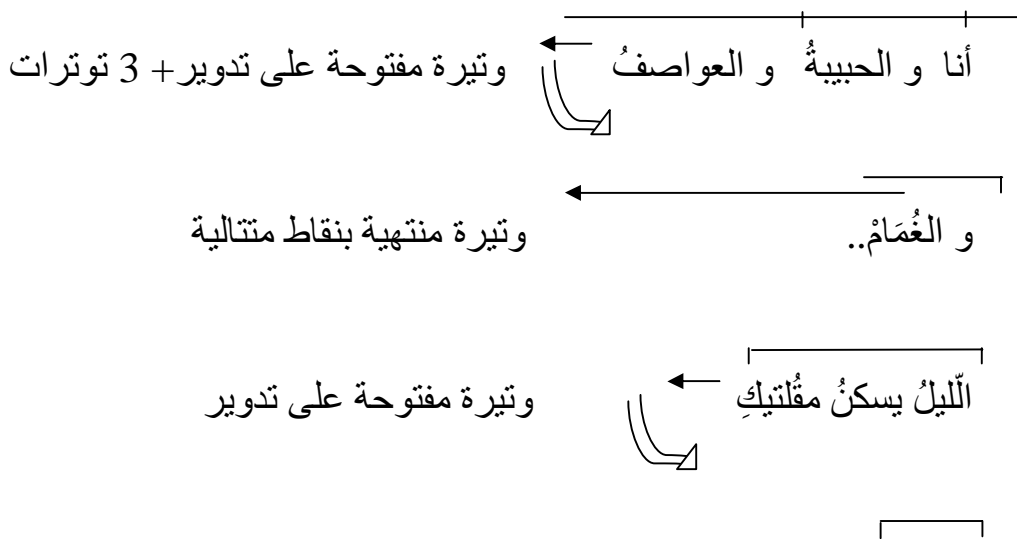 أنا و الحبيبةُ و العواصفُ وتيرة مفتوحة على تدوير+ 3 توترات
و الغُمَامْ.. وتيرة منتهية بنقاط متتالية
الّليلُ يسكنُ مقُلتيكِ وتيرة مفتوحة على تدوير